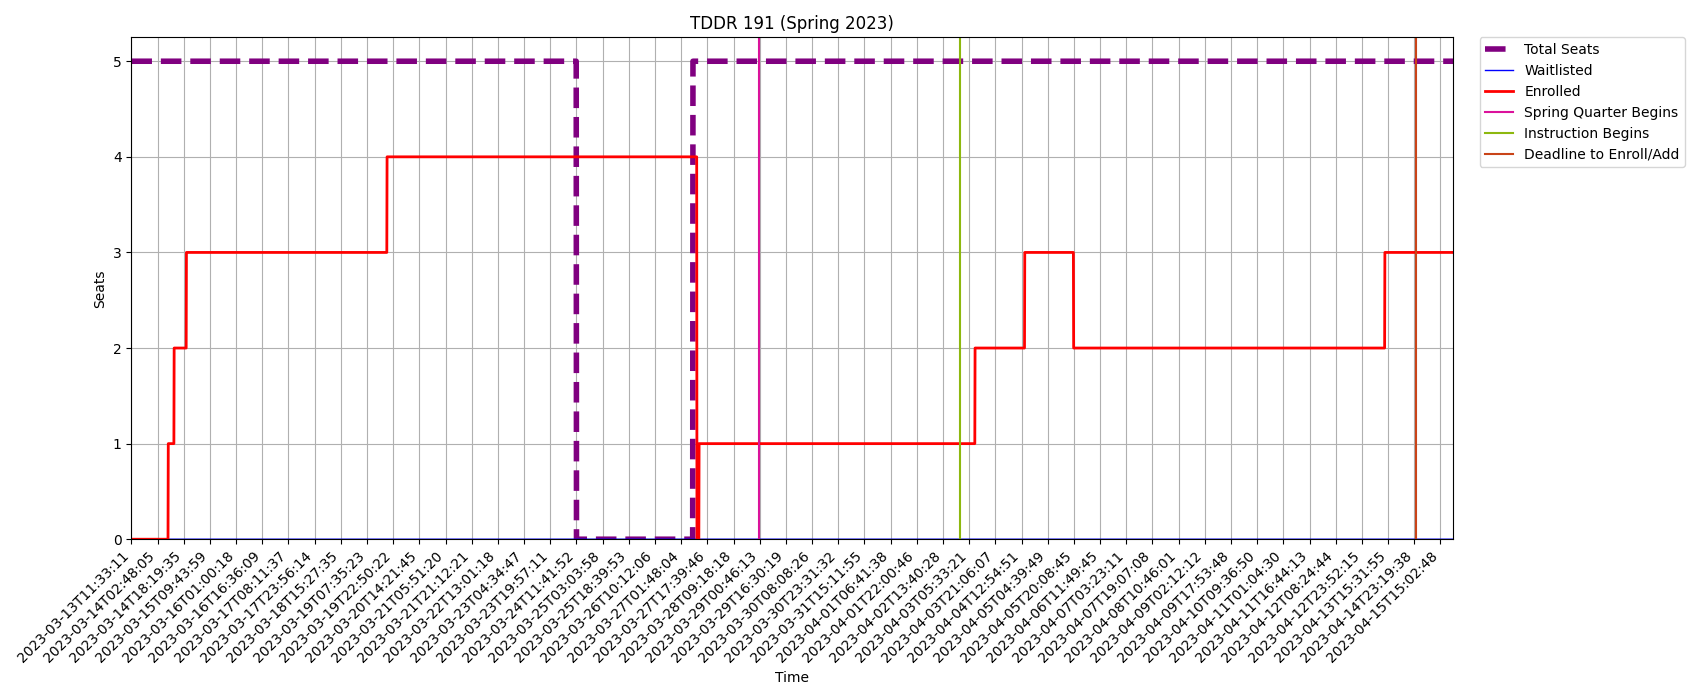 TDDR 191 (Spring 2023)
Total Seats
Waitlisted
Enrolled
Spring Quarter Begins
Instruction Begins
Deadline to Enroll/Add
Seats
5
4
3
2
1
0
2023-03-13T11:33:11
2023-03-14T02:48:05
2023-03-14T18:19:35
2023-03-15T09:43:59
2023-03-16T01:00:18
2023-03-16T16:36:09
2023-03-17T08:11:37
2023-03-17T23:56:14
2023-03-18T15:27:35
2023-03-19T07:35:23
2023-03-19T22:50:22
2023-03-20T14:21:45
2023-03-21T05:51:20
2023-03-21T21:12:21
2023-03-22T13:01:18
2023-03-23T04:34:47
2023-03-23T19:57:11
2023-03-24T11:41:52
2023-03-25T03:03:58
2023-03-25T18:39:53
2023-03-26T10:12:06
2023-03-27T01:48:04
2023-03-27T17:39:46
2023-03-28T09:18:18
2023-03-29T00:46:13
2023-03-29T16:30:19
2023-03-30T08:08:26
2023-03-30T23:31:32
2023-03-31T15:11:55
2023-04-01T06:41:38
2023-04-01T22:00:46
2023-04-02T13:40:28
2023-04-03T05:33:21
2023-04-03T21:06:07
2023-04-04T12:54:51
2023-04-05T04:39:49
2023-04-05T20:08:45
2023-04-06T11:49:45
2023-04-07T03:23:11
2023-04-07T19:07:08
2023-04-08T10:46:01
2023-04-09T02:12:12
2023-04-09T17:53:48
2023-04-10T09:36:50
2023-04-11T01:04:30
2023-04-11T16:44:13
2023-04-12T08:24:44
2023-04-12T23:52:15
2023-04-13T15:31:55
2023-04-14T23:19:38
2023-04-15T15:02:48
Time